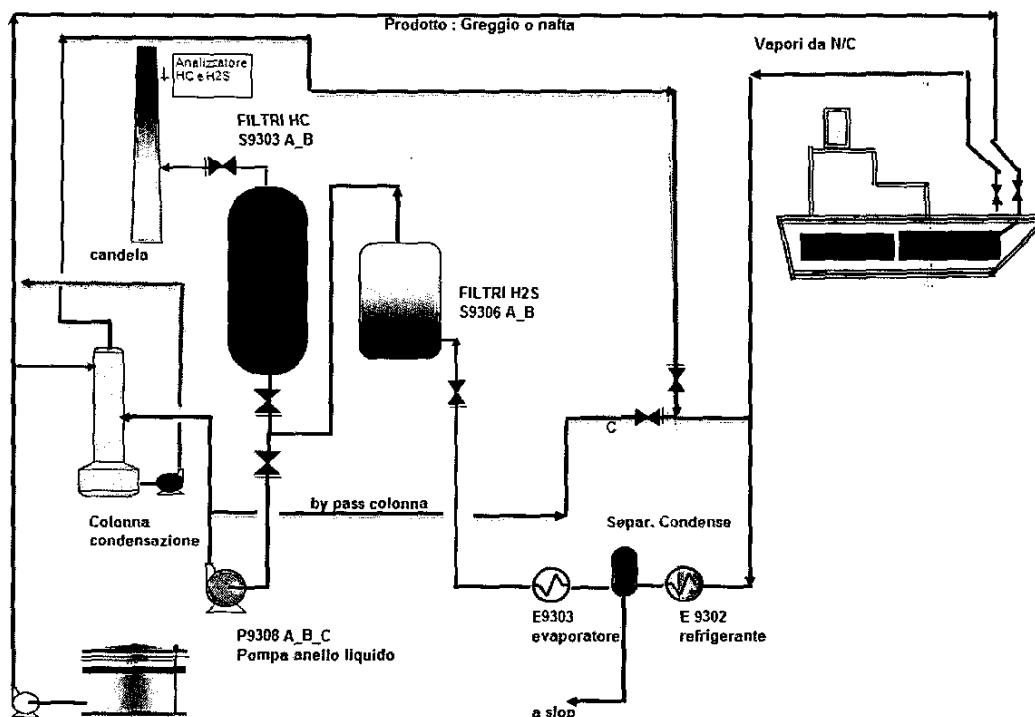 Prodotto : Greggio o nafta
Vapori da N/C
Analizzatore
HC e H2S
FILTRI HC
S9303 A_B
candela
FILTRI H2S
S9306 A_B
C
by pass colonna
Colonna
condensazione
Separ. Condense
E9303
evaporatore
E 9302
refrigerante
P9308 A_B_C
Pompa anello liquido
a slop